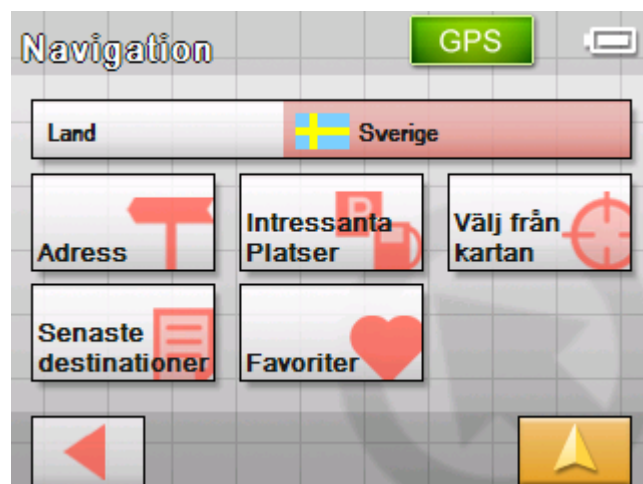 Navigation
GPS
Land
Sverige
Adress
Intressanta
Platser
P
Välj från
kartan
Senaste
destinationer
Favoriter